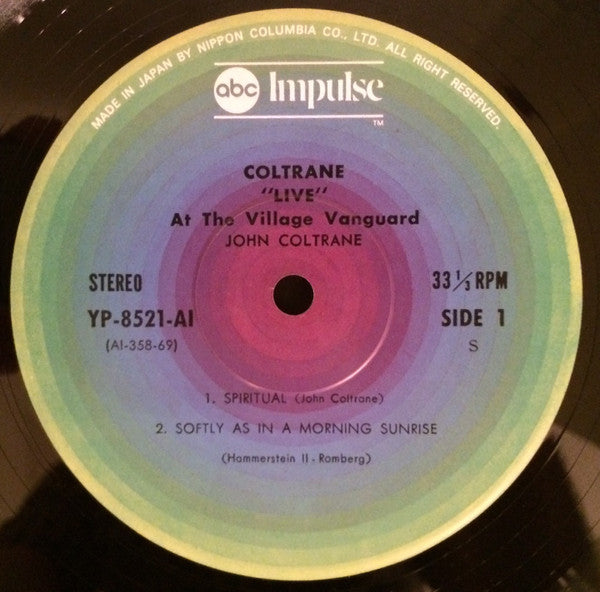 MADE IN JAPAN BY NIPPON COLUMBIA CO., LTD. ALL RIGHT RESERVED.
abc Impulse
TM
COLTRANE
"LIVE"
At The Village Vanguard
JOHN COLTRANE
STEREO
33 1/3 RPM
YP-8521-AI
SIDE 1
(AI-358-69)
S
1. SPIRITUAL (John Coltrane)
2. SOFTLY AS IN A MORNING SUNRISE
(Hammerstein II - Romberg)